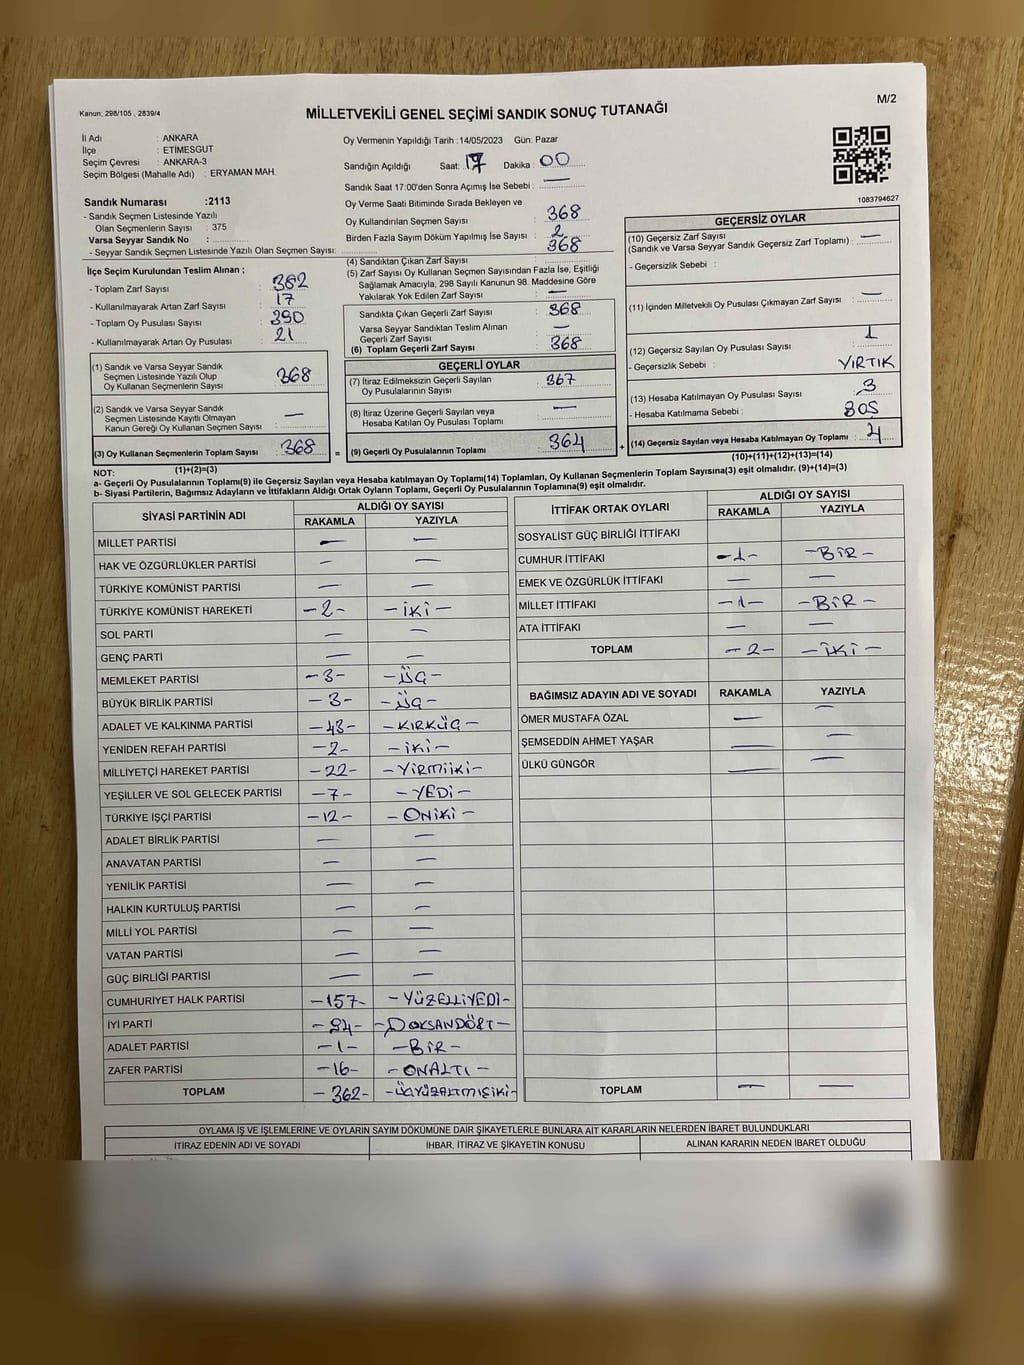 Kanun; 298/105 , 2839/4
MİLLETVEKİLİ GENEL SEÇİMİ SANDIK SONUÇ TUTANAĞI
M/2
İl Adı : ANKARA
İlçe : ETİMESGUT
Seçim Çevresi : ANKARA-3
Seçim Bölgesi (Mahalle Adı) : ERYAMAN MAH.
Sandık Numarası :2113
- Sandık Seçmen Listesinde Yazılı
Olan Seçmenlerin Sayısı : 375
Varsa Seyyar Sandık No :
- Seyyar Sandık Seçmen Listesinde Yazılı Olan Seçmen Sayısı:
Oy Vermenin Yapıldığı Tarih :14/05/2023 Gün: Pazar
Sandığın Açıldığı Saat: 17 Dakika : 00
Sandık Saat 17:00'den Sonra Açımış İse Sebebi : —
Oy Verme Saati Bitiminde Sırada Bekleyen ve
Oy Kullandırılan Seçmen Sayısı : 368
Birden Fazla Sayım Döküm Yapılmış İse Sayısı : 2
(4) Sandıktan Çıkan Zarf Sayısı : 368
(5) Zarf Sayısı Oy Kullanan Seçmen Sayısından Fazla İse, Eşitliği
Sağlamak Amacıyla, 298 Sayılı Kanunun 98. Maddesine Göre
Yakılarak Yok Edilen Zarf Sayısı : —
Sandıkta Çıkan Geçerli Zarf Sayısı : 368
Varsa Seyyar Sandıktan Teslim Alınan
Geçerli Zarf Sayısı : —
(6) Toplam Geçerli Zarf Sayısı : 368
1083794627
GEÇERSİZ OYLAR
(10) Geçersiz Zarf Sayısı
(Sandık ve Varsa Seyyar Sandık Geçersiz Zarf Toplamı) : —
- Geçersizlik Sebebi :
(11) İçinden Milletvekili Oy Pusulası Çıkmayan Zarf Sayısı : —
(12) Geçersiz Sayılan Oy Pusulası Sayısı : 1
- Geçersizlik Sebebi : YIRTIK
(13) Hesaba Katılmayan Oy Pusulası Sayısı : 3
- Hesaba Katılmama Sebebi : BOŞ
(14) Geçersiz Sayılan veya Hesaba Katılmayan Oy Toplamı : 4
(10)+(11)+(12)+(13)=(14)
İlçe Seçim Kurulundan Teslim Alınan ;
- Toplam Zarf Sayısı : 382
- Kullanılmayarak Artan Zarf Sayısı : 17
- Toplam Oy Pusulası Sayısı : 390
- Kullanılmayarak Artan Oy Pusulası : 21
(1) Sandık ve Varsa Seyyar Sandık
Seçmen Listesinde Yazılı Olup
Oy Kullanan Seçmenlerin Sayısı : 368
(2) Sandık ve Varsa Seyyar Sandık
Seçmen Listesinde Kayıtlı Olmayan
Kanun Gereği Oy Kullanan Seçmen Sayısı : —
(3) Oy Kullanan Seçmenlerin Toplam Sayısı : 368
(1)+(2)=(3)
=
GEÇERLİ OYLAR
(7) İtiraz Edilmeksizin Geçerli Sayılan
Oy Pusulalarının Sayısı : 367
(8) İtiraz Üzerine Geçerli Sayılan veya
Hesaba Katılan Oy Pusulası Toplamı : —
(9) Geçerli Oy Pusulalarının Toplamı : 364
+
NOT:
a- Geçerli Oy Pusulalarının Toplamı(9) ile Geçersiz Sayılan veya Hesaba katılmayan Oy Toplamı(14) Toplamları, Oy Kullanan Seçmenlerin Toplam Sayısına(3) eşit olmalıdır. (9)+(14)=(3)
b- Siyasi Partilerin, Bağımsız Adayların ve İttifakların Aldığı Ortak Oyların Toplamı, Geçerli Oy Pusulalarının Toplamına(9) eşit olmalıdır.
SİYASİ PARTİNİN ADI ALDIĞI OY SAYISI
RAKAMLA YAZIYLA
MİLLET PARTİSİ — —
HAK VE ÖZGÜRLÜKLER PARTİSİ — —
TÜRKİYE KOMÜNİST PARTİSİ — —
TÜRKİYE KOMÜNİST HAREKETİ -2- -İKİ-
SOL PARTİ — —
GENÇ PARTİ — —
MEMLEKET PARTİSİ -3- -ÜÇ-
BÜYÜK BİRLİK PARTİSİ -3- -ÜÇ-
ADALET VE KALKINMA PARTİSİ -43- -KIRKÜÇ-
YENİDEN REFAH PARTİSİ -2- -İKİ-
MİLLİYETÇİ HAREKET PARTİSİ -22- -YİRMİİKİ-
YEŞİLLER VE SOL GELECEK PARTİSİ -7- -YEDİ-
TÜRKİYE İŞÇİ PARTİSİ -12- -ONİKİ-
ADALET BİRLİK PARTİSİ — —
ANAVATAN PARTİSİ — —
YENİLİK PARTİSİ — —
HALKIN KURTULUŞ PARTİSİ — —
MİLLİ YOL PARTİSİ — —
VATAN PARTİSİ — —
GÜÇ BİRLİĞİ PARTİSİ — —
CUMHURİYET HALK PARTİSİ -157- -YÜZELLİYEDİ-
İYİ PARTİ -94- -DOKSANDÖRT-
ADALET PARTİSİ -1- -BİR-
ZAFER PARTİSİ -16- -ONALTI-
TOPLAM -362- -ÜÇYÜZALTMIŞİKİ-
İTTİFAK ORTAK OYLARI ALDIĞI OY SAYISI
RAKAMLA YAZIYLA
SOSYALİST GÜÇ BİRLİĞİ İTTİFAKI
CUMHUR İTTİFAKI -1- -BİR-
EMEK VE ÖZGÜRLÜK İTTİFAKI — —
MİLLET İTTİFAKI -1- -BİR-
ATA İTTİFAKI — —
TOPLAM -2- -İKİ-
BAĞIMSIZ ADAYIN ADI VE SOYADI RAKAMLA YAZIYLA
ÖMER MUSTAFA ÖZAL — —
ŞEMSEDDİN AHMET YAŞAR — —
ÜLKÜ GÜNGÖR — —
TOPLAM — —
OYLAMA İŞ VE İŞLEMLERİNE VE OYLARIN SAYIM DÖKÜMÜNE DAİR ŞİKAYETLERLE BUNLARA AİT KARARLARIN NELERDEN İBARET BULUNDUKLARI
İTİRAZ EDENİN ADI VE SOYADI İHBAR, İTİRAZ VE ŞİKAYETİN KONUSU ALINAN KARARIN NEDEN İBARET OLDUĞU